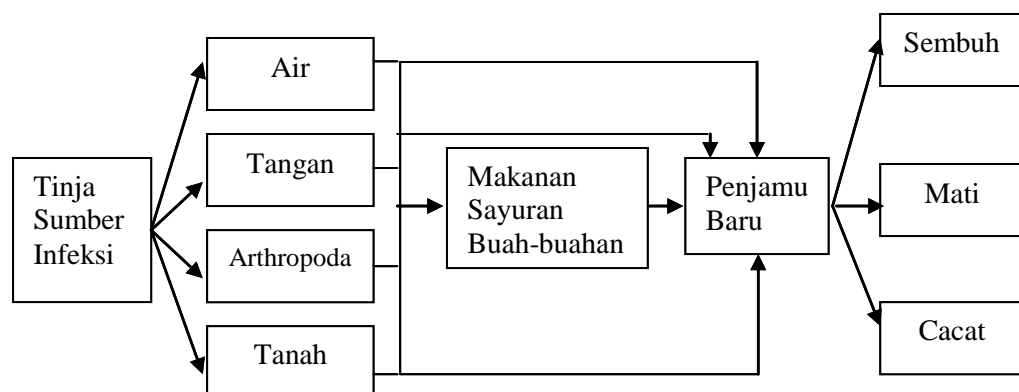 Tinja
Sumber
Infeksi
Air
Tangan
Arthropoda
Tanah
Makanan
Sayuran
Buah-buahan
Penjamu
Baru
Sembuh
Mati
Cacat